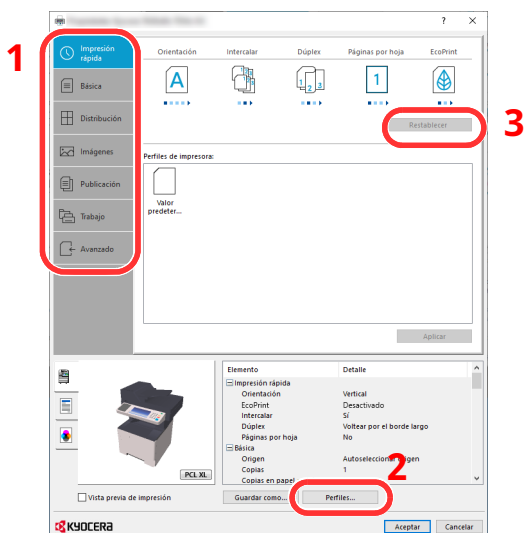 ? ×
1
Impresión
rápida
Básica
Distribución
Imágenes
Publicación
Trabajo
Avanzado
Orientación Intercalar Dúplex Páginas por hoja EcoPrint
A
1 2 3
1
Restablecer
3
Perfiles de impresora:
Valor
predeter...
Aplicar
Elemento Detalle
Impresión rápida
Orientación Vertical
EcoPrint Desactivado
Intercalar Sí
Dúplex Voltear por el borde largo
Páginas por hoja No
Básica
Origen Autoseleccionar origen
Copias 1
Copias en papel
2
PCL XL
Vista previa de impresión
Guardar como... Perfiles...
KYOCERA
Aceptar Cancelar